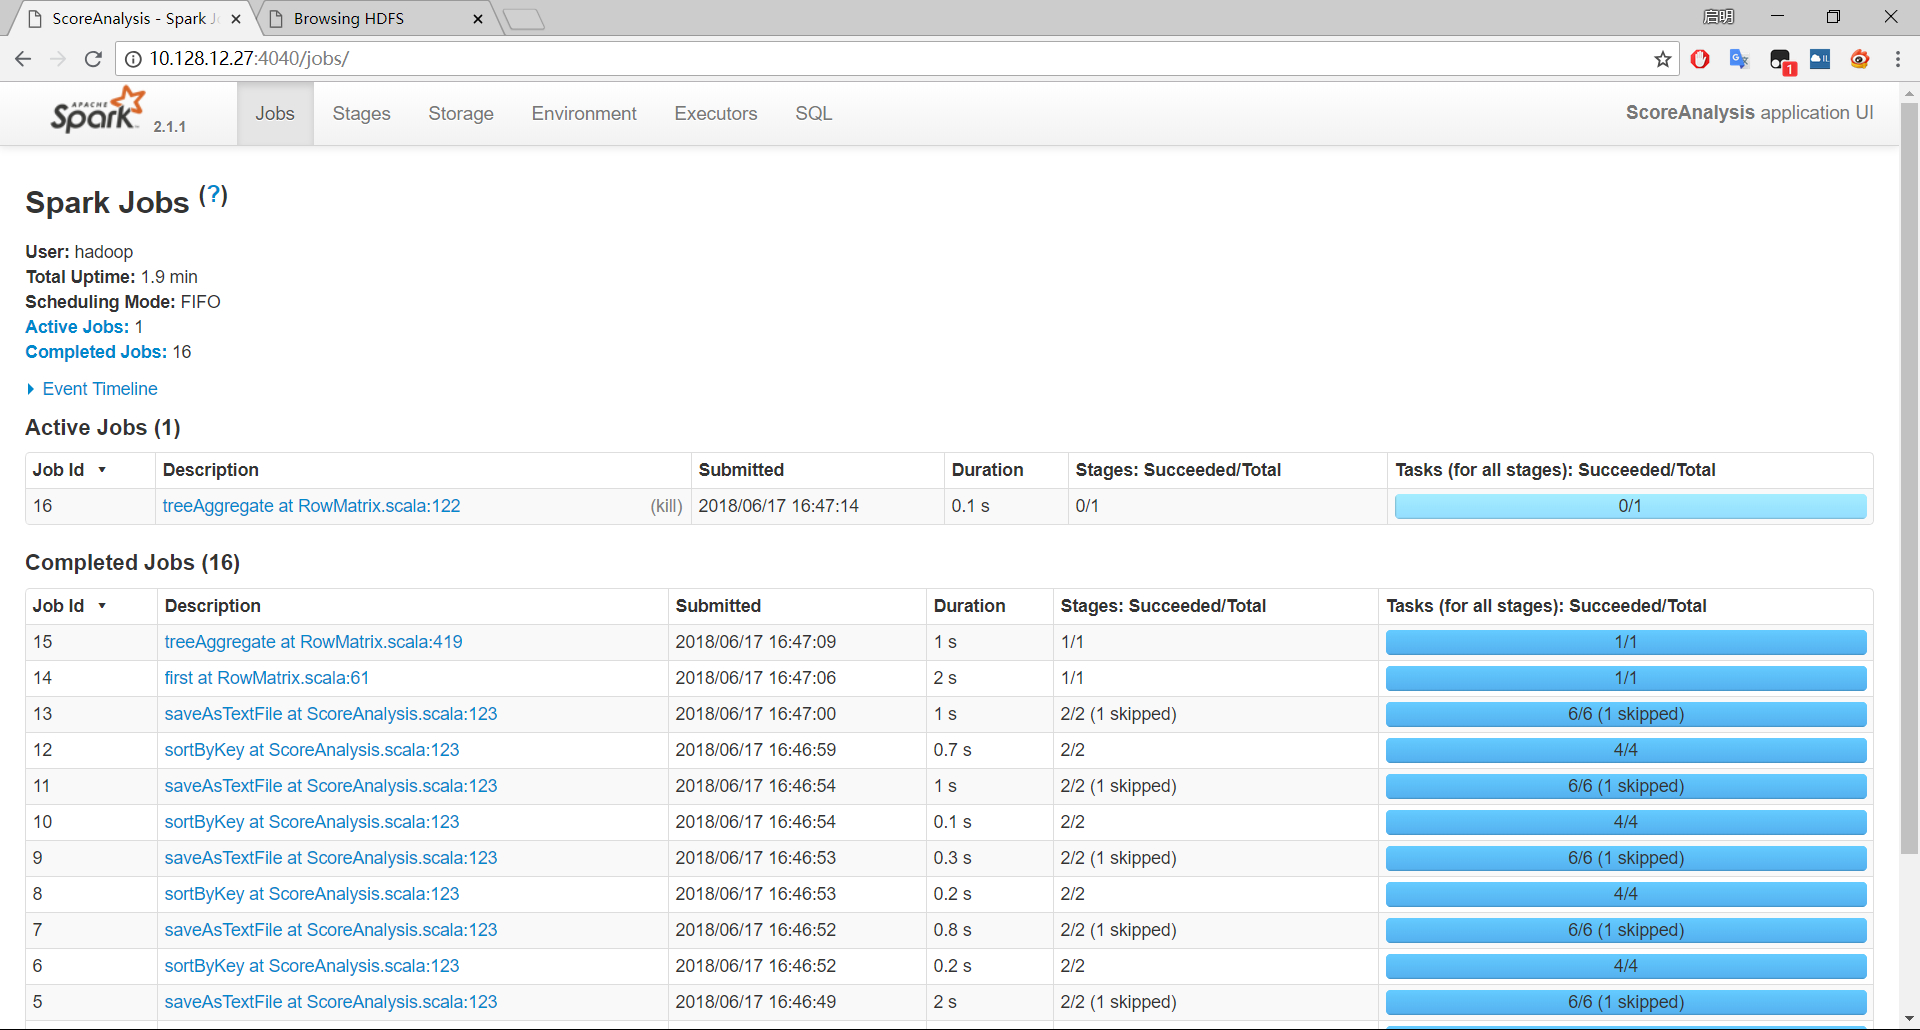 ScoreAnalysis - Spark J
Browsing HDFS
启明
10.128.12.27:4040/jobs/
1
IL
APACHE
Spark
2.1.1
Jobs
Stages
Storage
Environment
Executors
SQL
ScoreAnalysis application UI
Spark Jobs (?)
User: hadoop
Total Uptime: 1.9 min
Scheduling Mode: FIFO
Active Jobs: 1
Completed Jobs: 16
Event Timeline
Active Jobs (1)
Job Id Description Submitted Duration Stages: Succeeded/Total Tasks (for all stages): Succeeded/Total
16 treeAggregate at RowMatrix.scala:122 (kill) 2018/06/17 16:47:14 0.1 s 0/1 0/1
Completed Jobs (16)
Job Id Description Submitted Duration Stages: Succeeded/Total Tasks (for all stages): Succeeded/Total
15 treeAggregate at RowMatrix.scala:419 2018/06/17 16:47:09 1 s 1/1 1/1
14 first at RowMatrix.scala:61 2018/06/17 16:47:06 2 s 1/1 1/1
13 saveAsTextFile at ScoreAnalysis.scala:123 2018/06/17 16:47:00 1 s 2/2 (1 skipped) 6/6 (1 skipped)
12 sortByKey at ScoreAnalysis.scala:123 2018/06/17 16:46:59 0.7 s 2/2 4/4
11 saveAsTextFile at ScoreAnalysis.scala:123 2018/06/17 16:46:54 1 s 2/2 (1 skipped) 6/6 (1 skipped)
10 sortByKey at ScoreAnalysis.scala:123 2018/06/17 16:46:54 0.1 s 2/2 4/4
9 saveAsTextFile at ScoreAnalysis.scala:123 2018/06/17 16:46:53 0.3 s 2/2 (1 skipped) 6/6 (1 skipped)
8 sortByKey at ScoreAnalysis.scala:123 2018/06/17 16:46:53 0.2 s 2/2 4/4
7 saveAsTextFile at ScoreAnalysis.scala:123 2018/06/17 16:46:52 0.8 s 2/2 (1 skipped) 6/6 (1 skipped)
6 sortByKey at ScoreAnalysis.scala:123 2018/06/17 16:46:52 0.2 s 2/2 4/4
5 saveAsTextFile at ScoreAnalysis.scala:123 2018/06/17 16:46:49 2 s 2/2 (1 skipped) 6/6 (1 skipped)